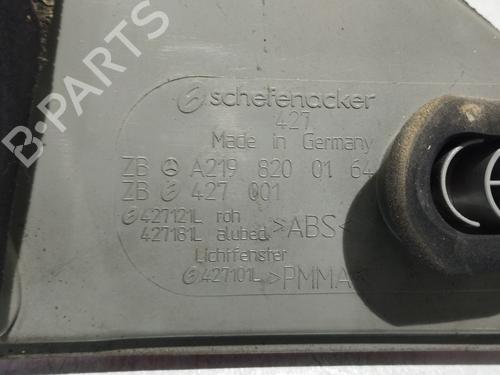 schefenacker
427
Made in Germany
ZB A219 820 01 64
ZB 427 001
427121L roh
427181L alubed. >ABS<
Lichtfenster
427101L >PMMA<
B-PARTS